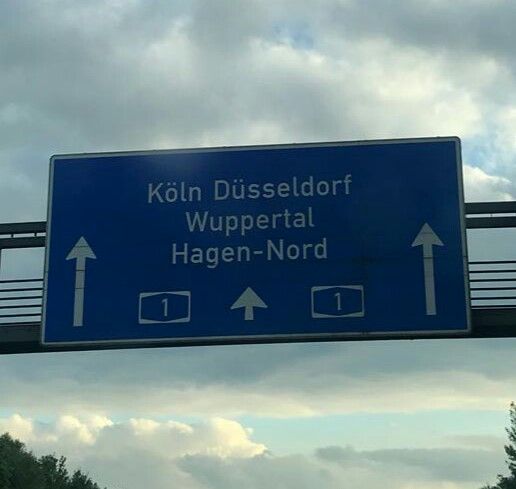 Köln Düsseldorf
Wuppertal
Hagen-Nord
1 1